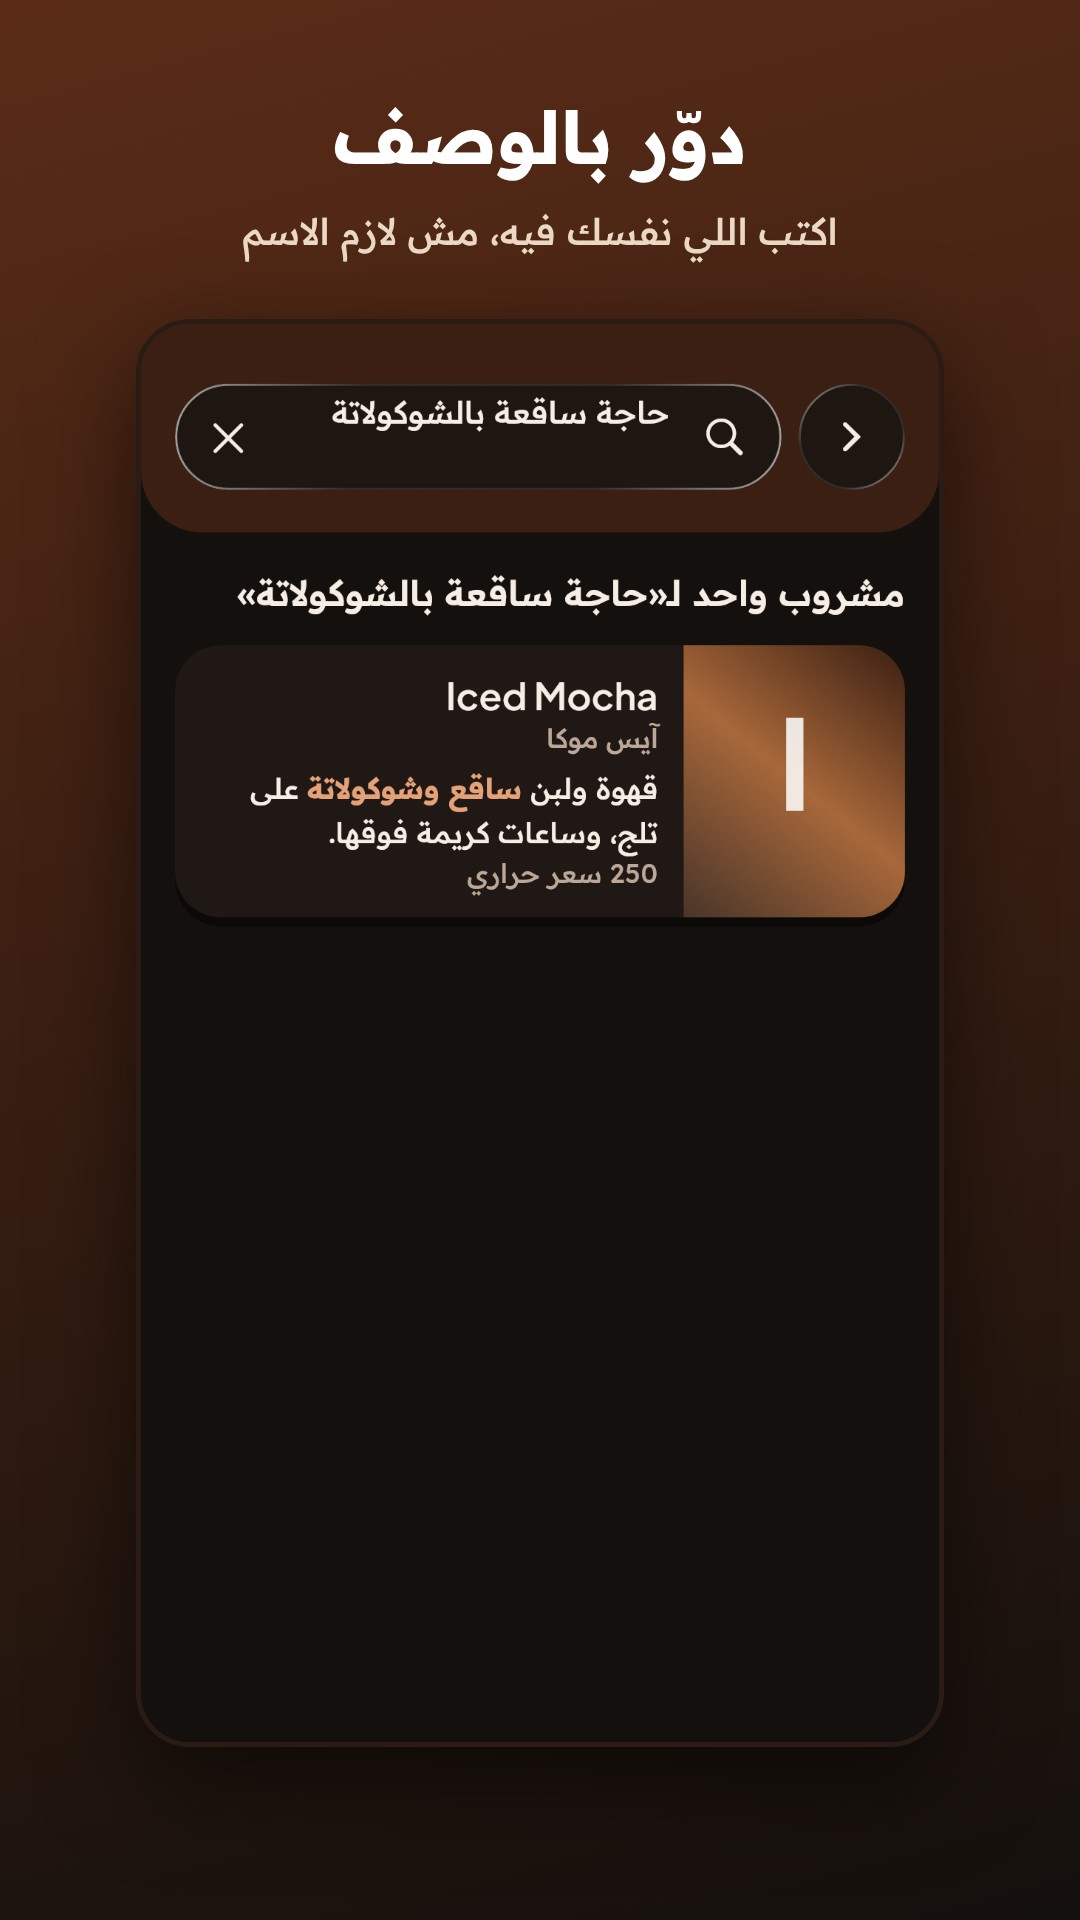 دوّر بالوصف
اكتب اللي نفسك فيه، مش لازم الاسم
حاجة ساقعة بالشوكولاتة
مشروب واحد لـ«حاجة ساقعة بالشوكولاتة»
I
Iced Mocha
آيس موكا
قهوة ولبن ساقع وشوكولاتة على
تلج، وساعات كريمة فوقها.
250 سعر حراري